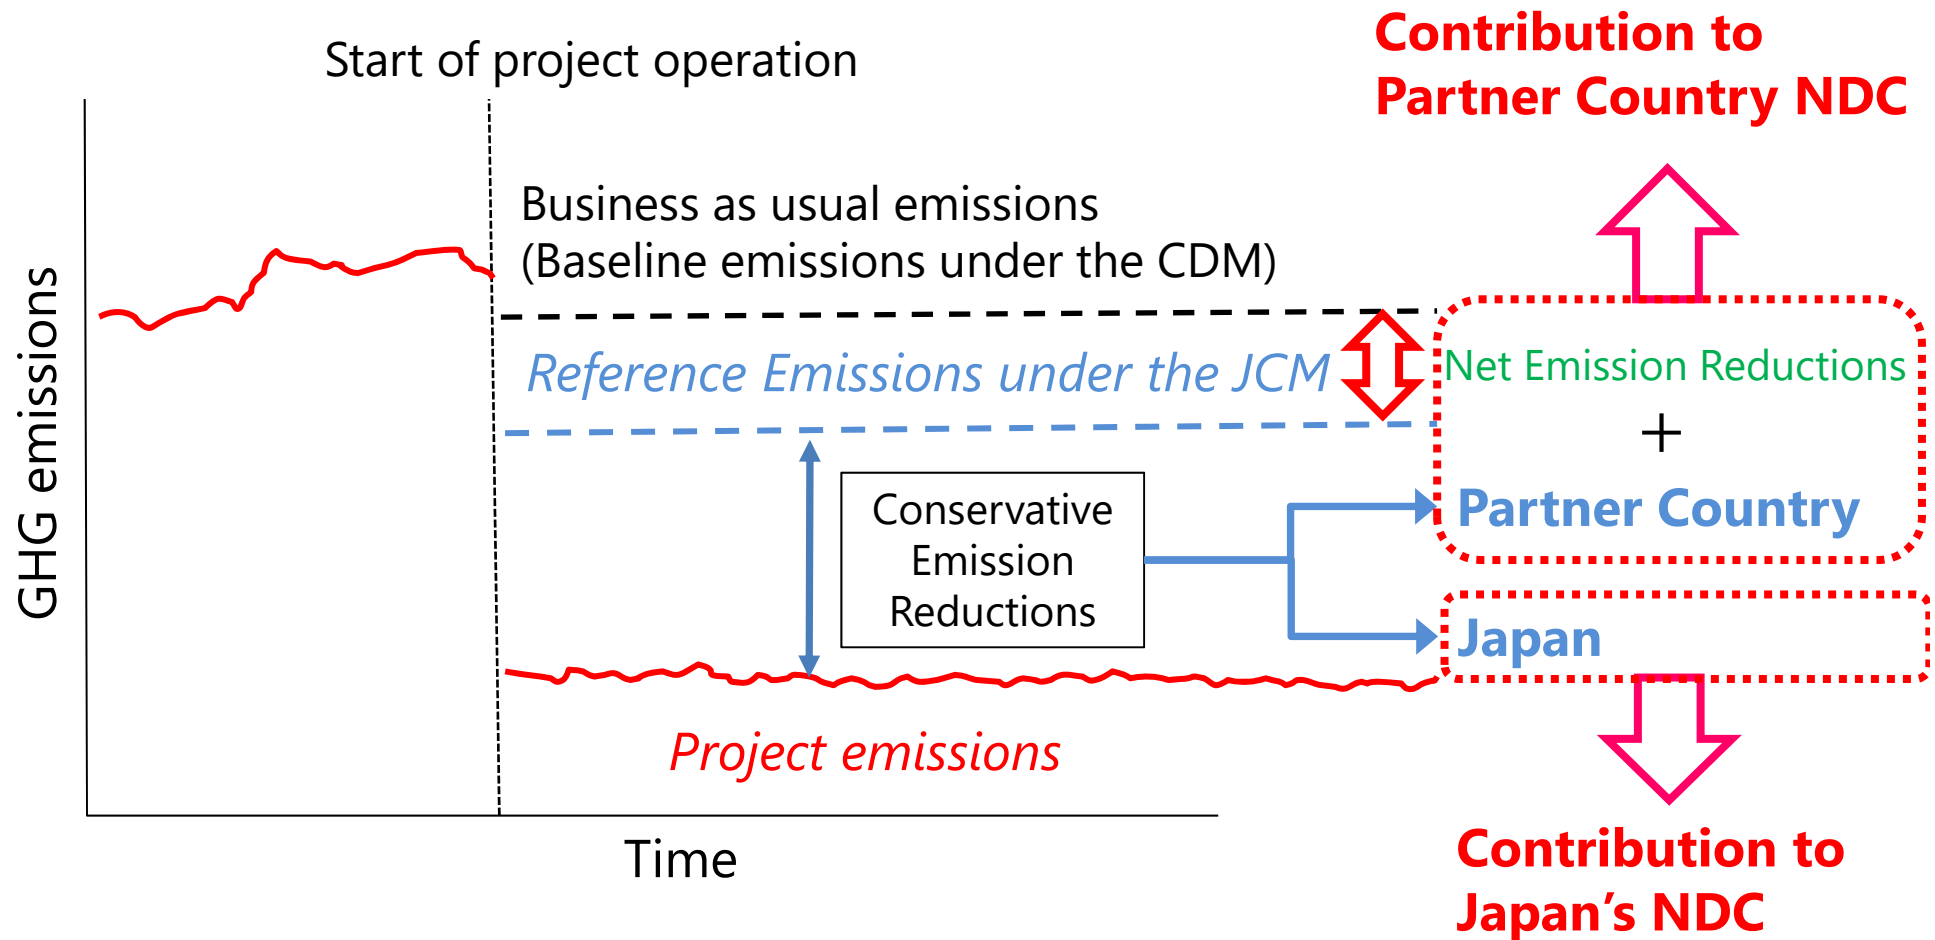 Contribution to
Partner Country NDC
Start of project operation
Business as usual emissions
(Baseline emissions under the CDM)
Reference Emissions under the JCM
Net Emission Reductions
+
Partner Country
Conservative
Emission
Reductions
Japan
Project emissions
GHG emissions
Time
Contribution to
Japan’s NDC